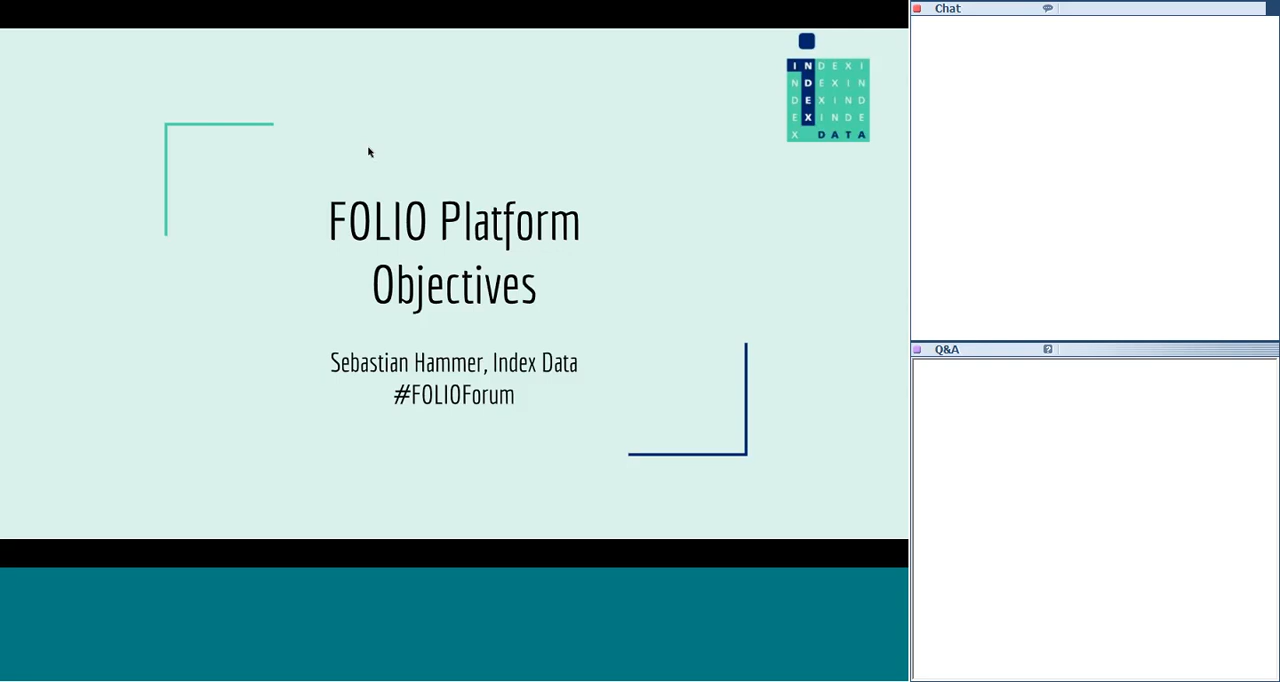 INDEXI
NDEXIN
DEXIND
EXINDE
X DATA
FOLIO Platform
Objectives
Sebastian Hammer, Index Data
#FOLIOForum
Chat
Q&A